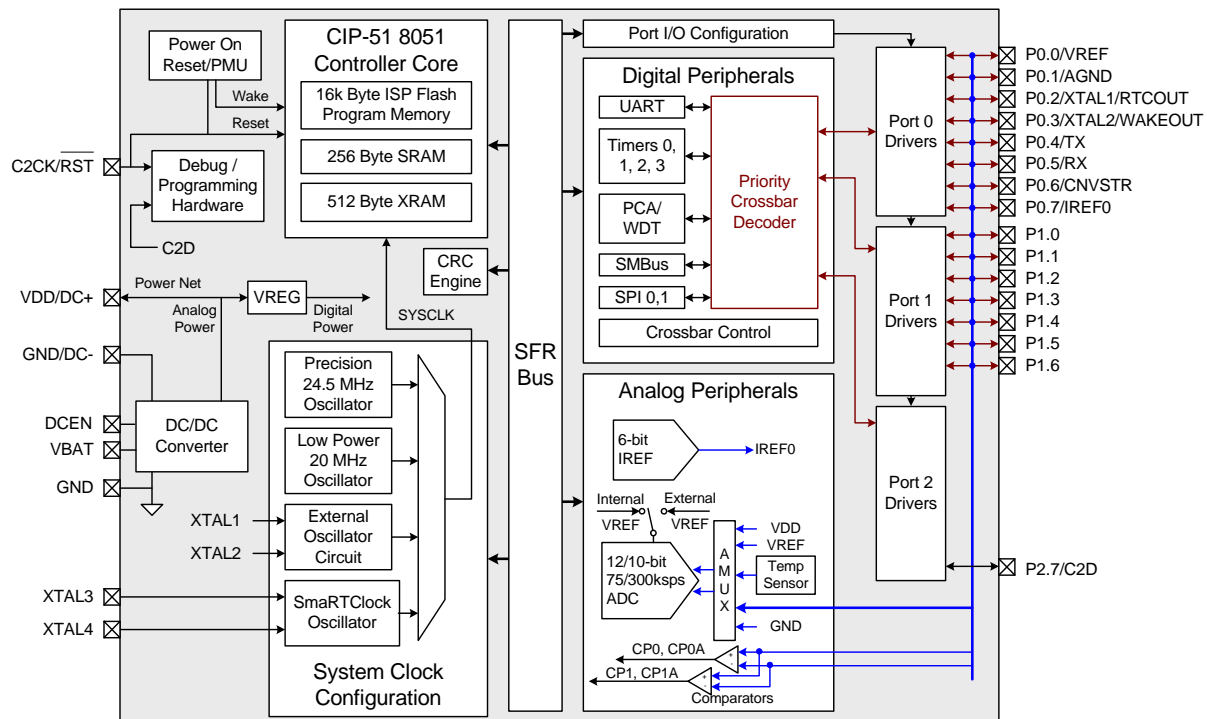 Power On
Reset/PMU
Wake
Reset
C2CK/RST
Debug /
Programming
Hardware
C2D
CIP-51 8051
Controller Core
16k Byte ISP Flash
Program Memory
256 Byte SRAM
512 Byte XRAM
CRC
Engine
VDD/DC+
Power Net
Analog
Power
VREG
Digital
Power
SYSCLK
GND/DC-
DCEN
VBAT
GND
DC/DC
Converter
XTAL1
XTAL2
XTAL3
XTAL4
Precision
24.5 MHz
Oscillator
Low Power
20 MHz
Oscillator
External
Oscillator
Circuit
SmaRTClock
Oscillator
System Clock
Configuration
SFR
Bus
Port I/O Configuration
Digital Peripherals
UART
Timers 0,
1, 2, 3
PCA/
WDT
SMBus
SPI 0,1
Priority
Crossbar
Decoder
Crossbar Control
Analog Peripherals
6-bit
IREF
IREF0
Internal
VREF
External
VREF
12/10-bit
75/300ksps
ADC
A
M
U
X
VDD
VREF
Temp
Sensor
GND
CP0, CP0A
+
-
CP1, CP1A
+
-
Comparators
Port 0
Drivers
Port 1
Drivers
Port 2
Drivers
P0.0/VREF
P0.1/AGND
P0.2/XTAL1/RTCOUT
P0.3/XTAL2/WAKEOUT
P0.4/TX
P0.5/RX
P0.6/CNVSTR
P0.7/IREF0
P1.0
P1.1
P1.2
P1.3
P1.4
P1.5
P1.6
P2.7/C2D